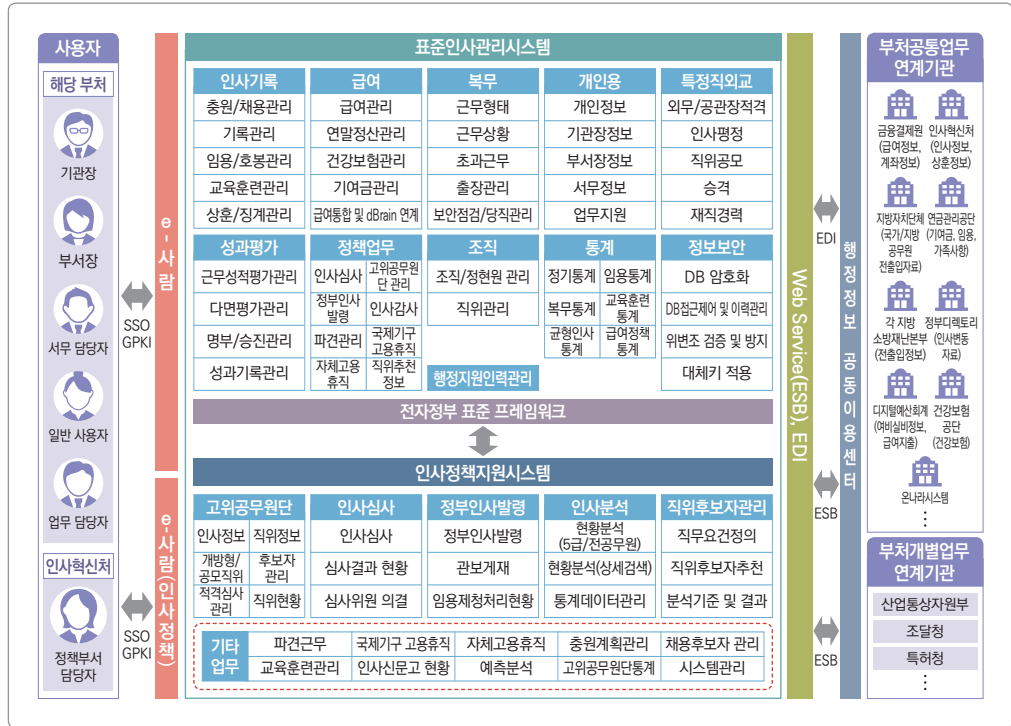 사용자
해당 부처
기관장
부서장
서무 담당자
일반 사용자
업무 담당자
인사혁신처
정책부서
담당자
SSO
GPKI
SSO
GPKI
e-사람
e-사람(인사정책)
표준인사관리시스템
인사기록
충원/채용관리
기록관리
임용/호봉관리
교육훈련관리
상훈/징계관리
급여
급여관리
연말정산관리
건강보험관리
기여금관리
급여통합 및 dBrain 연계
복무
근무형태
근무상황
초과근무
출장관리
보안점검/당직관리
개인용
개인정보
기관장정보
부서장정보
서무정보
업무지원
특정직외교
외무/공관장적격
인사평정
직위공모
승격
재직경력
성과평가
근무성적평가관리
다면평가관리
명부/승진관리
성과기록관리
정책업무
인사심사
고위공무원
단 관리
정부인사
발령
인사감사
파견관리
국제기구
고용휴직
자체고용
휴직
직위추천
정보
조직
조직/정현원 관리
직위관리
행정지원인력관리
통계
정기통계
임용통계
복무통계
교육훈련
통계
균형인사
통계
급여정책
통계
정보보안
DB 암호화
DB접근제어 및 이력관리
위변조 검증 및 방지
대체키 적용
전자정부 표준 프레임워크
인사정책지원시스템
고위공무원단
인사정보
직위정보
개방형/
공모직위
후보자
관리
적격심사
관리
직위현황
인사심사
인사심사
심사결과 현황
심사위원 의결
정부인사발령
정부인사발령
관보게재
임용제청처리현황
인사분석
현황분석
(5급/전공무원)
현황분석(상세검색)
통계데이터관리
직위후보자관리
직무요건정의
직위후보자추천
분석기준 및 결과
기타
업무
파견근무
국제기구 고용휴직
자체고용휴직
충원계획관리
채용후보자 관리
교육훈련관리
인사신문고 현황
예측분석
고위공무원단통계
시스템관리
Web Service(ESB), EDI
EDI
ESB
ESB
행정정보 공동이용센터
부처공통업무
연계기관
금융결제원
(급여정보,
계좌정보)
인사혁신처
(인사정보,
상훈정보)
지방자치단체
(국가/지방
공무원
전출입자료)
연금관리공단
(기여금, 임용,
가족사항)
각 지방
소방재난본부
(전출입정보)
정부디렉토리
(인사변동
자료)
디지털예산회계
(여비실비정보,
급여지출)
건강보험
공단
(건강보험)
온나라시스템
⋮
부처개별업무
연계기관
산업통상자원부
조달청
특허청
⋮